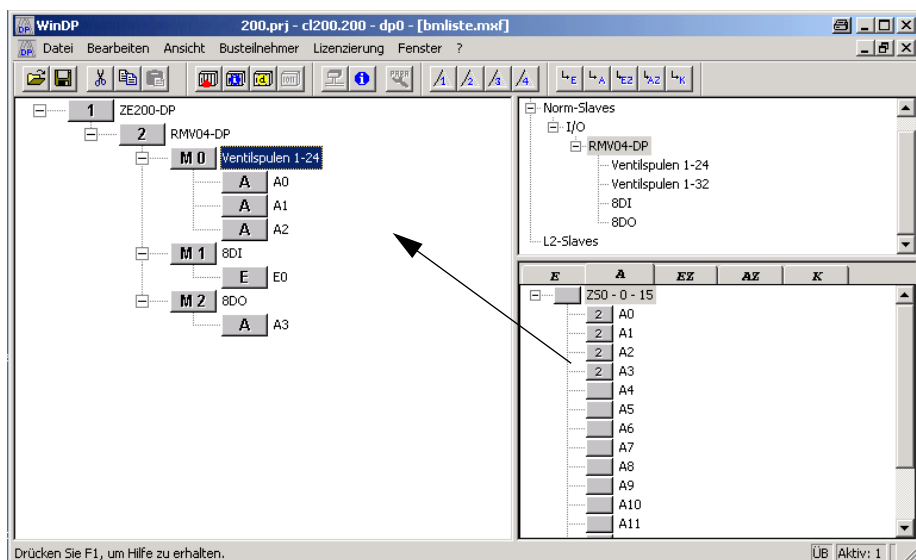 WinDP 200.prj - cl200.200 - dp0 - [bmliste.mxf]
Datei Bearbeiten Ansicht Busteilnehmer Lizenzierung Fenster ?
1 ZE200-DP
2 RMV04-DP
M 0 Ventilspulen 1-24
A A0
A A1
A A2
M 1 8DI
E E0
M 2 8DO
A A3
Norm-Slaves
I/O
RMV04-DP
Ventilspulen 1-24
Ventilspulen 1-32
8DI
8DO
L2-Slaves
E A EZ AZ K
ZS0 - 0 - 15
2 A0
2 A1
2 A2
2 A3
A4
A5
A6
A7
A8
A9
A10
A11
Drücken Sie F1, um Hilfe zu erhalten. ÜB Aktiv: 1